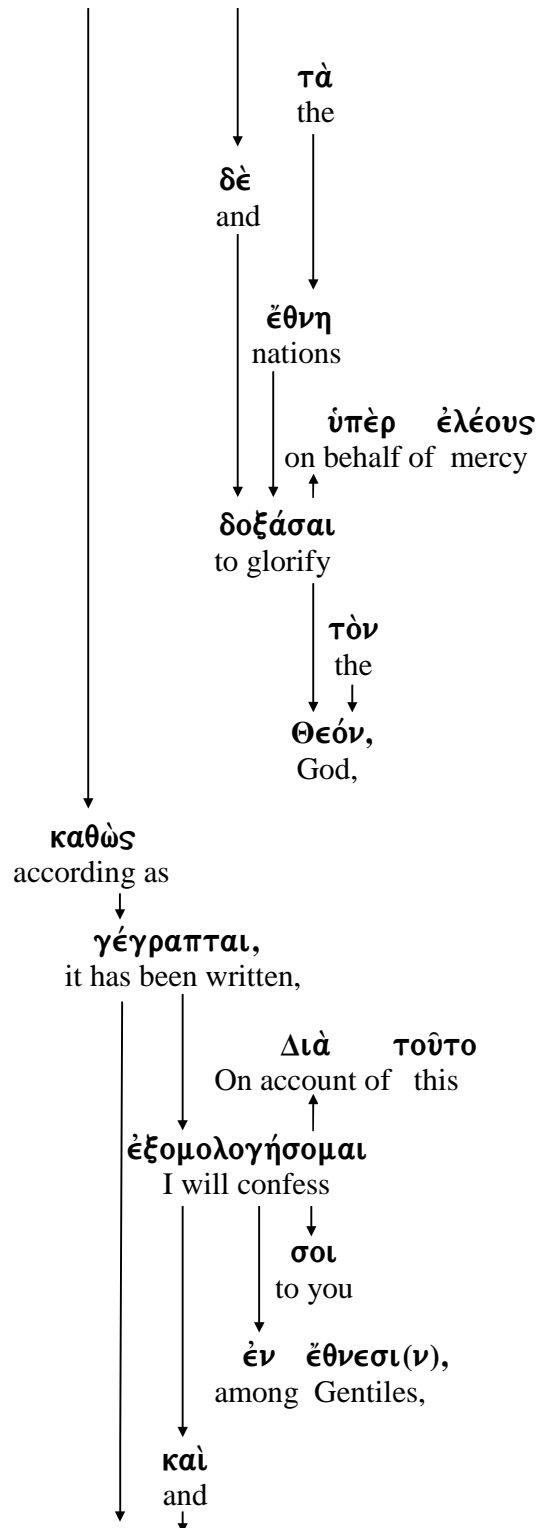 τὰ
the
δὲ
and
ἔθνη
nations
ὑπὲρ ἐλέους
on behalf of mercy
δοξάσαι
to glorify
τὸν
the
Θεόν,
God,
καθὼς
according as
γέγραπται,
it has been written,
Διὰ τοῦτο
On account of this
ἐξομολογήσομαι
I will confess
σοι
to you
ἐν ἔθνεσι(ν),
among Gentiles,
καὶ
and